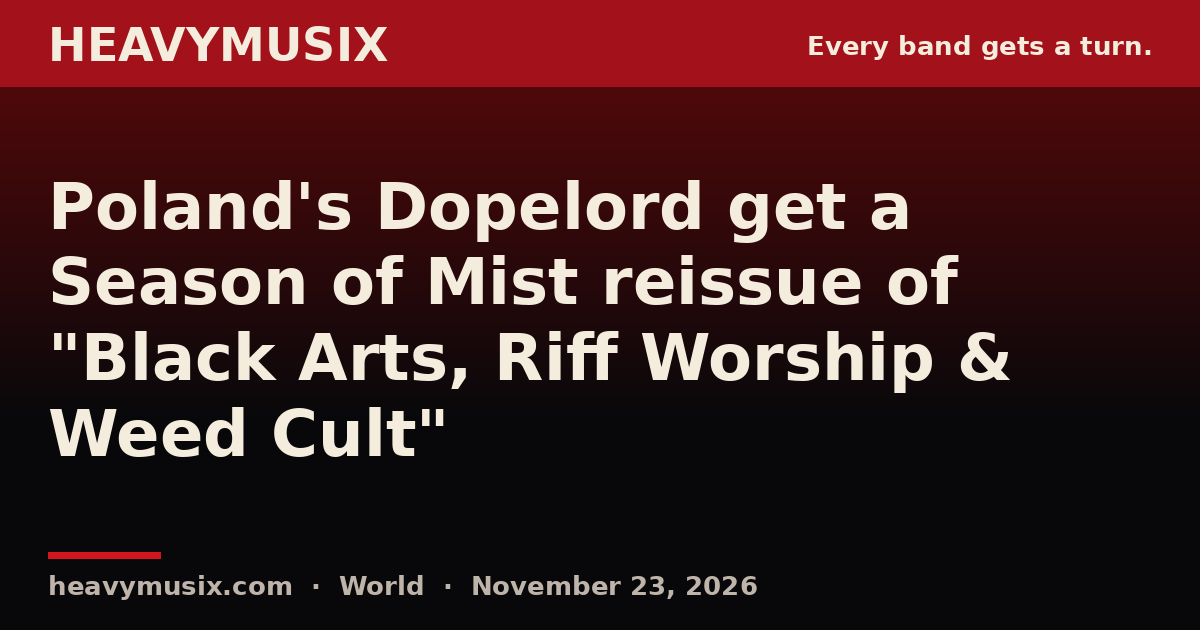 HEAVYMUSIX
Every band gets a turn.
Poland's Dopelord get a
Season of Mist reissue of
"Black Arts, Riff Worship &
Weed Cult"
heavymusix.com · World · November 23, 2026